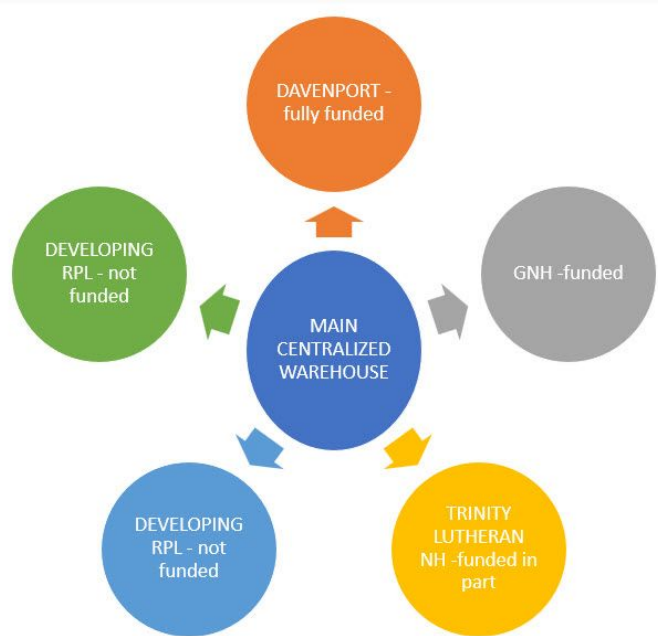 DAVENPORT -
fully funded
DEVELOPING
RPL - not
funded
GNH -funded
MAIN
CENTRALIZED
WAREHOUSE
DEVELOPING
RPL - not
funded
TRINITY
LUTHERAN
NH -funded in
part